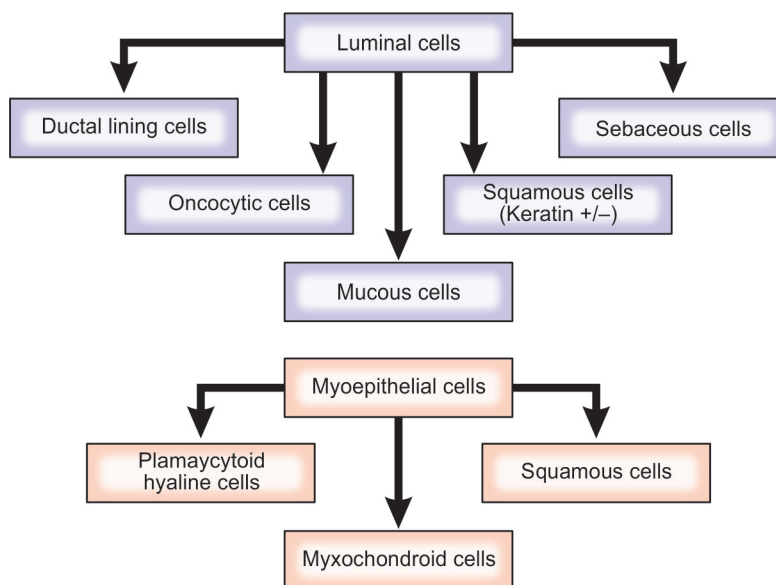 Luminal cells
Ductal lining cells
Sebaceous cells
Oncocytic cells
Squamous cells
(Keratin +/–)
Mucous cells
Myoepithelial cells
Plamaycytoid
hyaline cells
Squamous cells
Myxochondroid cells